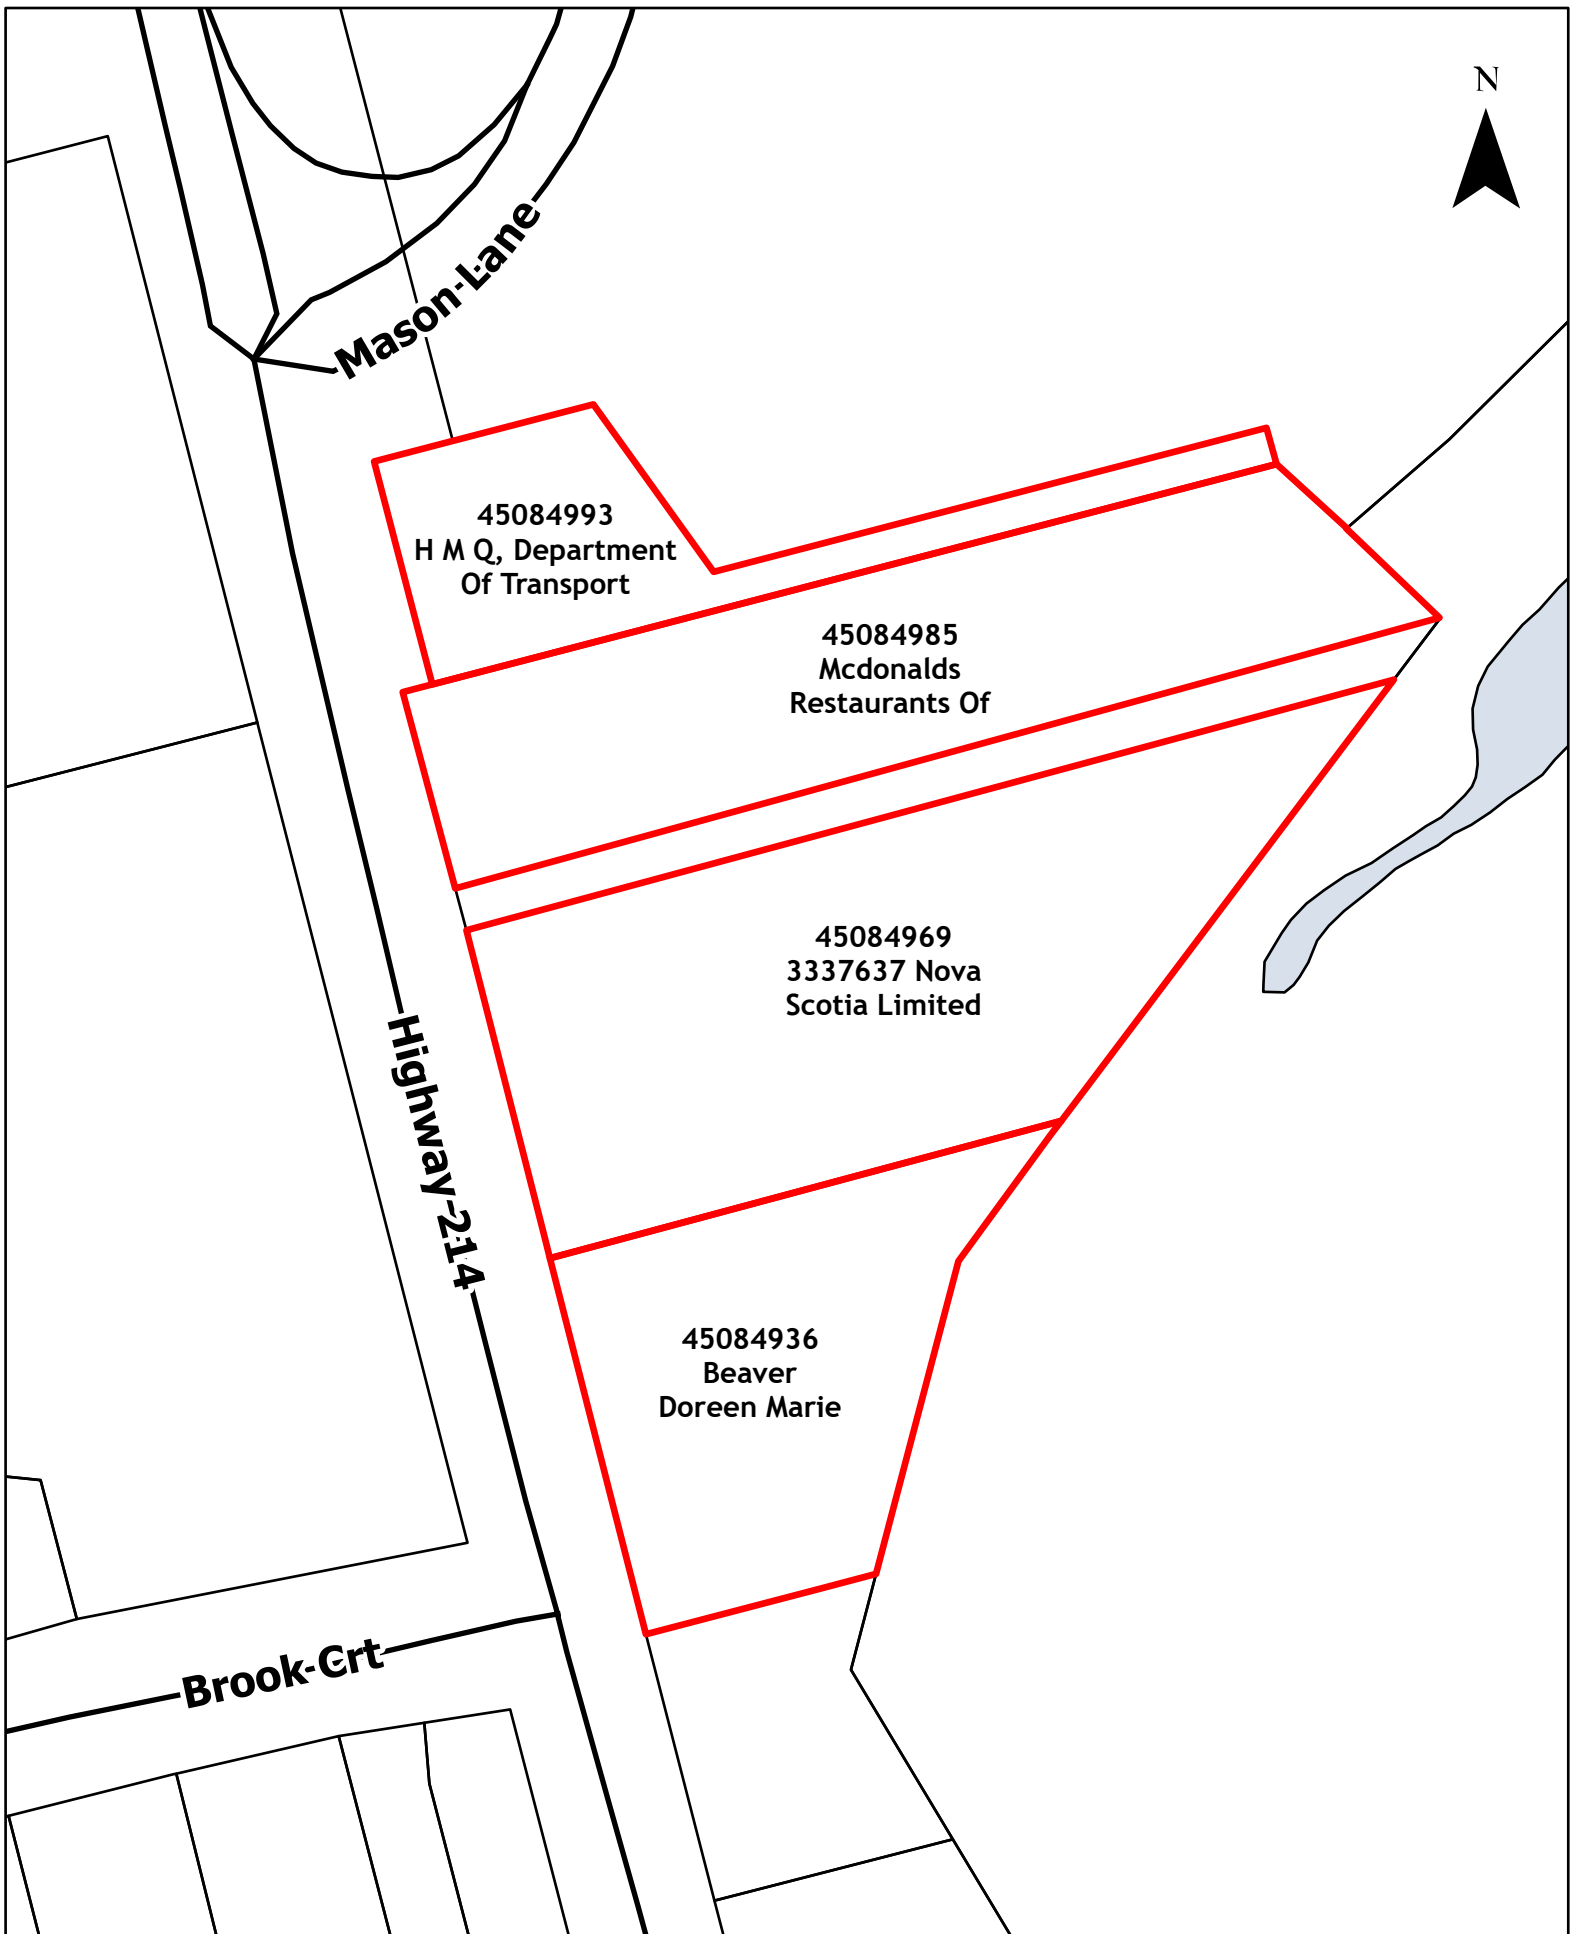 N
Mason Lane
45084993
H M Q, Department
Of Transport
45084985
Mcdonalds
Restaurants Of
45084969
3337637 Nova
Scotia Limited
Highway 214
45084936
Beaver
Doreen Marie
Brook Crt